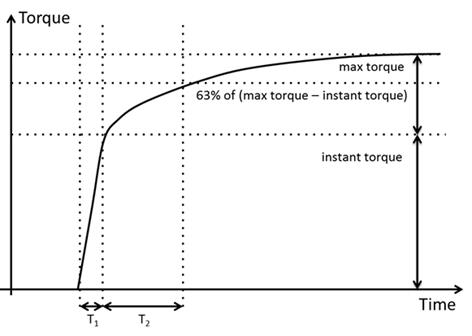 Torque
max torque
63% of (max torque – instant torque)
instant torque
Time
T1
T2